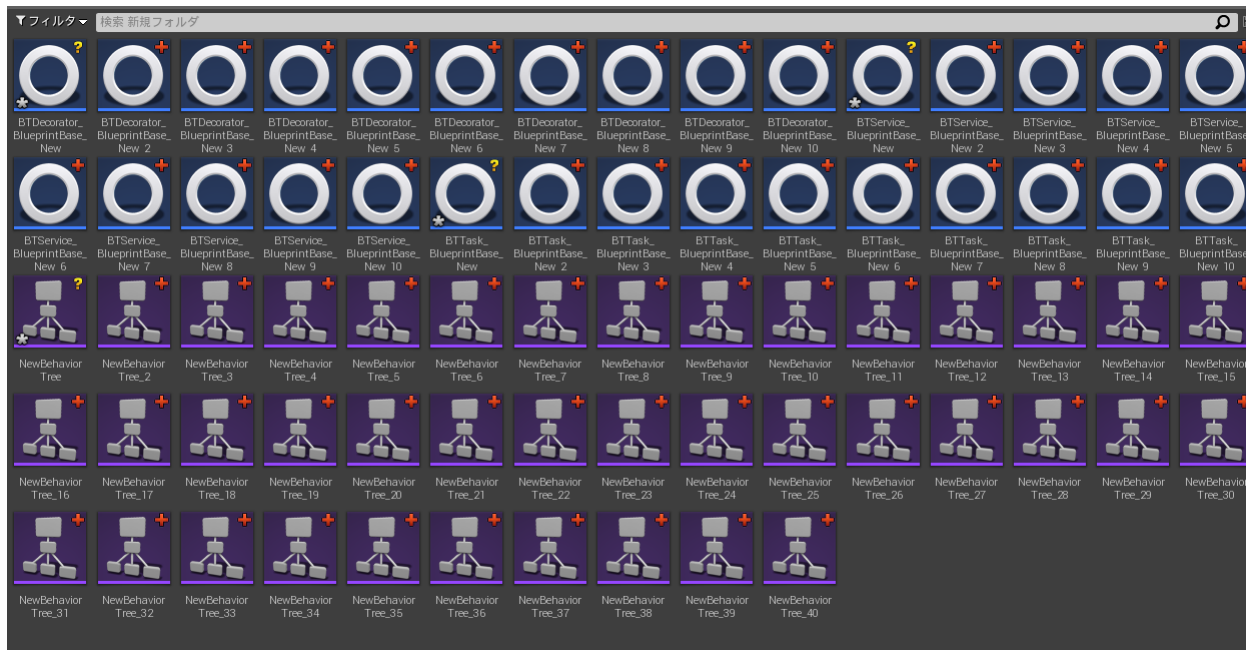 フィルタ
検索 新規フォルダ
BTDecorator_
BlueprintBase_
New
BTDecorator_
BlueprintBase_
New 2
BTDecorator_
BlueprintBase_
New 3
BTDecorator_
BlueprintBase_
New 4
BTDecorator_
BlueprintBase_
New 5
BTDecorator_
BlueprintBase_
New 6
BTDecorator_
BlueprintBase_
New 7
BTDecorator_
BlueprintBase_
New 8
BTDecorator_
BlueprintBase_
New 9
BTDecorator_
BlueprintBase_
New 10
BTService_
BlueprintBase_
New
BTService_
BlueprintBase_
New 2
BTService_
BlueprintBase_
New 3
BTService_
BlueprintBase_
New 4
BTService_
BlueprintBase_
New 5
BTService_
BlueprintBase_
New 6
BTService_
BlueprintBase_
New 7
BTService_
BlueprintBase_
New 8
BTService_
BlueprintBase_
New 9
BTService_
BlueprintBase_
New 10
BTTask_
BlueprintBase_
New
BTTask_
BlueprintBase_
New 2
BTTask_
BlueprintBase_
New 3
BTTask_
BlueprintBase_
New 4
BTTask_
BlueprintBase_
New 5
BTTask_
BlueprintBase_
New 6
BTTask_
BlueprintBase_
New 7
BTTask_
BlueprintBase_
New 8
BTTask_
BlueprintBase_
New 9
BTTask_
BlueprintBase_
New 10
NewBehavior
Tree
NewBehavior
Tree_2
NewBehavior
Tree_3
NewBehavior
Tree_4
NewBehavior
Tree_5
NewBehavior
Tree_6
NewBehavior
Tree_7
NewBehavior
Tree_8
NewBehavior
Tree_9
NewBehavior
Tree_10
NewBehavior
Tree_11
NewBehavior
Tree_12
NewBehavior
Tree_13
NewBehavior
Tree_14
NewBehavior
Tree_15
NewBehavior
Tree_16
NewBehavior
Tree_17
NewBehavior
Tree_18
NewBehavior
Tree_19
NewBehavior
Tree_20
NewBehavior
Tree_21
NewBehavior
Tree_22
NewBehavior
Tree_23
NewBehavior
Tree_24
NewBehavior
Tree_25
NewBehavior
Tree_26
NewBehavior
Tree_27
NewBehavior
Tree_28
NewBehavior
Tree_29
NewBehavior
Tree_30
NewBehavior
Tree_31
NewBehavior
Tree_32
NewBehavior
Tree_33
NewBehavior
Tree_34
NewBehavior
Tree_35
NewBehavior
Tree_36
NewBehavior
Tree_37
NewBehavior
Tree_38
NewBehavior
Tree_39
NewBehavior
Tree_40